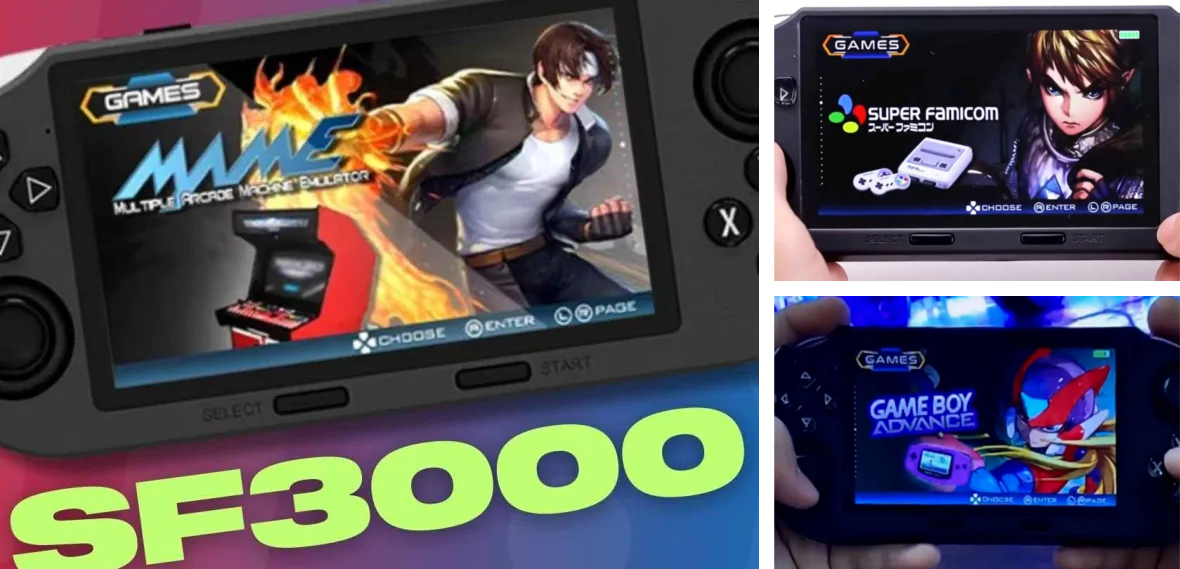 GAMES
MAME
MULTIPLE ARCADE MACHINE EMULATOR
CHOOSE
A ENTER
L R PAGE
SELECT
START
X
SF3000
GAMES
SUPER FAMICOM
スーパーファミコン
CHOOSE
A ENTER
L R PAGE
SELECT
START
GAMES
GAME BOY
ADVANCE
CHOOSE
A ENTER
L R PAGE
X